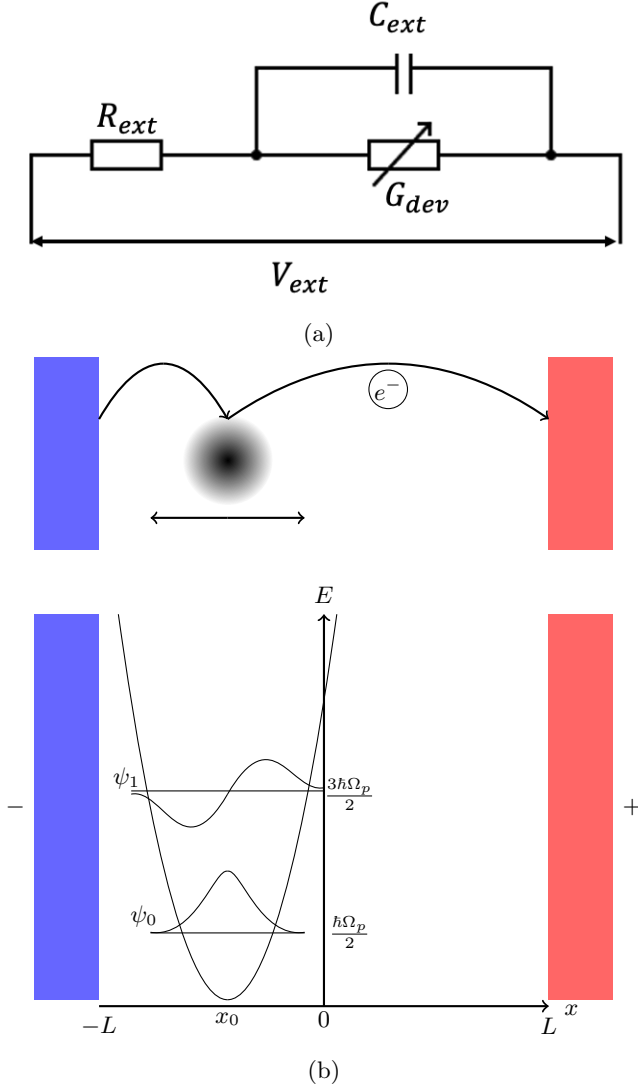 C_ext
R_ext
G_dev
V_ext
(a)
e^−
E
ψ_1
3ħΩ_p
2
−
+
ψ_0
ħΩ_p
2
−L
x_0
0
L
x
(b)